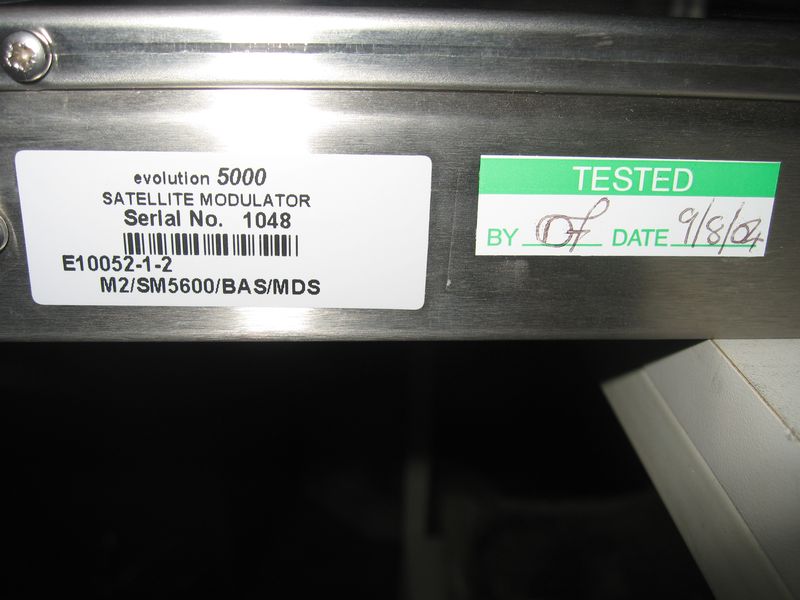 evolution 5000
SATELLITE MODULATOR
Serial No. 1048
E10052-1-2
M2/SM5600/BAS/MDS
TESTED
BY DF DATE 9/8/04